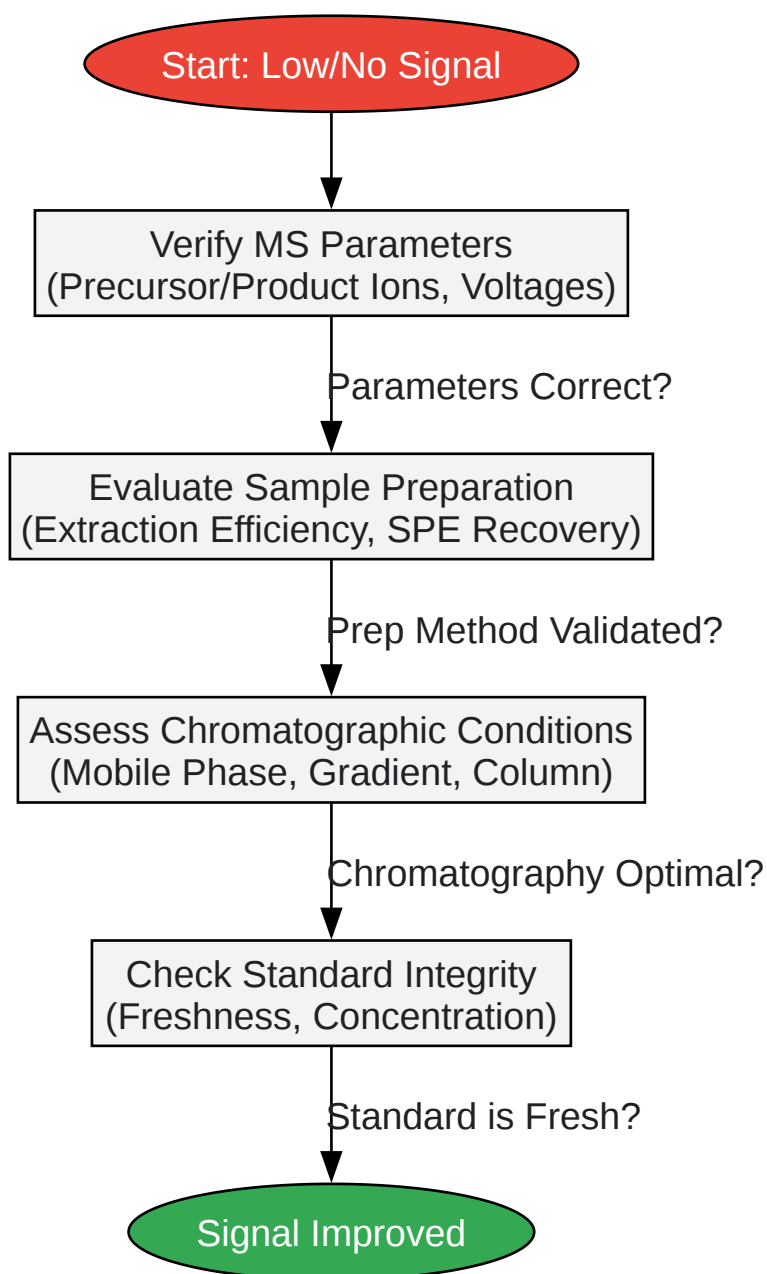 Start: Low/No Signal
Verify MS Parameters
(Precursor/Product Ions, Voltages)
Parameters Correct?
Evaluate Sample Preparation
(Extraction Efficiency, SPE Recovery)
Prep Method Validated?
Assess Chromatographic Conditions
(Mobile Phase, Gradient, Column)
Chromatography Optimal?
Check Standard Integrity
(Freshness, Concentration)
Standard is Fresh?
Signal Improved